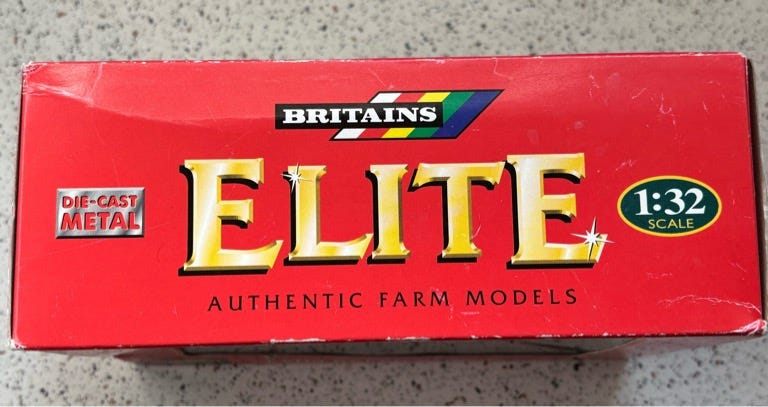 BRITAINS
ELITE
DIE-CAST
METAL
1:32
SCALE
AUTHENTIC FARM MODELS